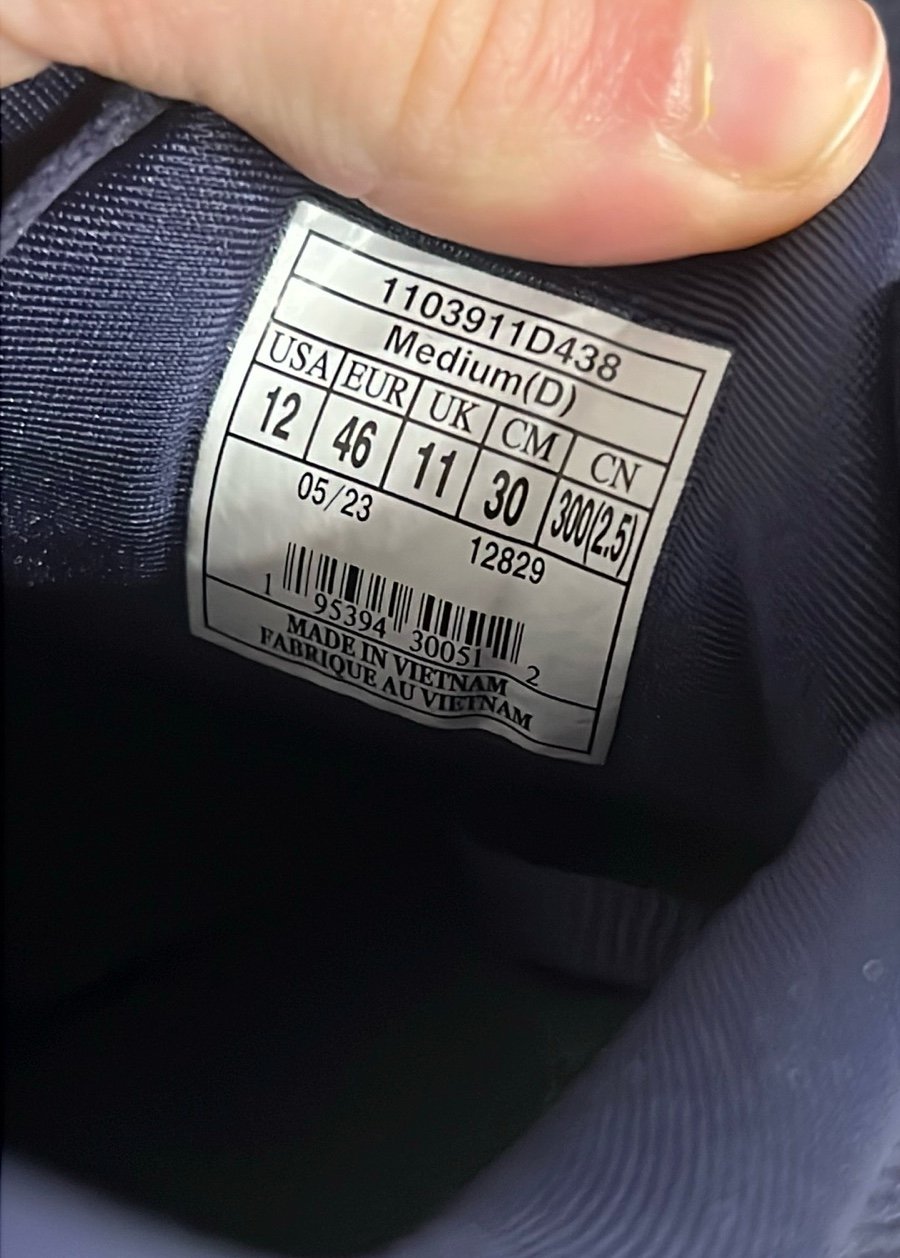 1103911D438
Medium(D)
USA EUR UK CM CN
12 46 11 30 300(2.5)
05/23 12829
1 95394 30051 2
MADE IN VIETNAM
FABRIQUE AU VIETNAM